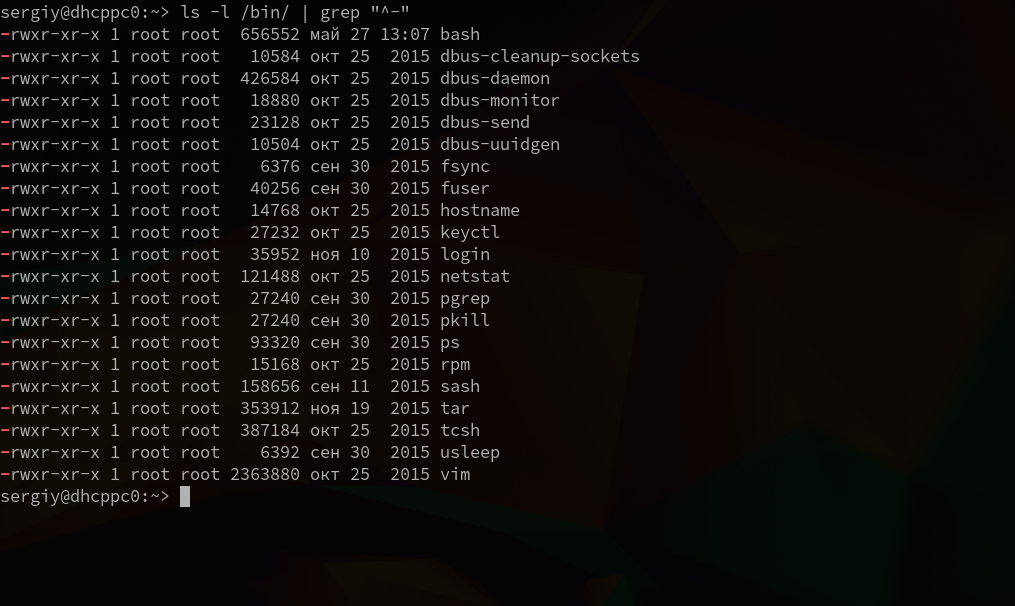 sergiy@dhcppc0:~> ls -l /bin/ | grep "^-"
-rwxr-xr-x 1 root root  656552 май 27 13:07 bash
-rwxr-xr-x 1 root root   10584 окт 25  2015 dbus-cleanup-sockets
-rwxr-xr-x 1 root root  426584 окт 25  2015 dbus-daemon
-rwxr-xr-x 1 root root   18880 окт 25  2015 dbus-monitor
-rwxr-xr-x 1 root root   23128 окт 25  2015 dbus-send
-rwxr-xr-x 1 root root   10504 окт 25  2015 dbus-uuidgen
-rwxr-xr-x 1 root root    6376 сен 30  2015 fsync
-rwxr-xr-x 1 root root   40256 сен 30  2015 fuser
-rwxr-xr-x 1 root root   14768 окт 25  2015 hostname
-rwxr-xr-x 1 root root   27232 окт 25  2015 keyctl
-rwxr-xr-x 1 root root   35952 ноя 10  2015 login
-rwxr-xr-x 1 root root  121488 окт 25  2015 netstat
-rwxr-xr-x 1 root root   27240 сен 30  2015 pgrep
-rwxr-xr-x 1 root root   27240 сен 30  2015 pkill
-rwxr-xr-x 1 root root   93320 сен 30  2015 ps
-rwxr-xr-x 1 root root   15168 окт 25  2015 rpm
-rwxr-xr-x 1 root root  158656 сен 11  2015 sash
-rwxr-xr-x 1 root root  353912 ноя 19  2015 tar
-rwxr-xr-x 1 root root  387184 окт 25  2015 tcsh
-rwxr-xr-x 1 root root    6392 сен 30  2015 usleep
-rwxr-xr-x 1 root root 2363880 окт 25  2015 vim
sergiy@dhcppc0:~>